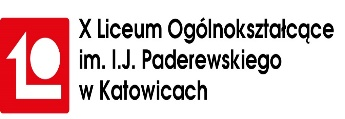 X Liceum Ogólnokształcące
im. I.J. Paderewskiego
w Katowicach